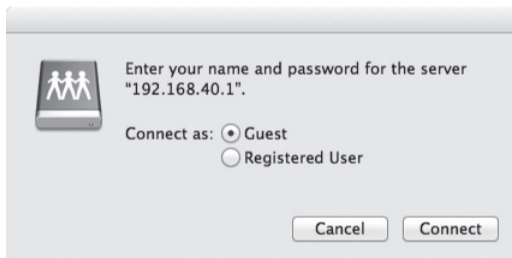 Enter your name and password for the server
“192.168.40.1”.
Connect as: Guest
Registered User
Cancel Connect